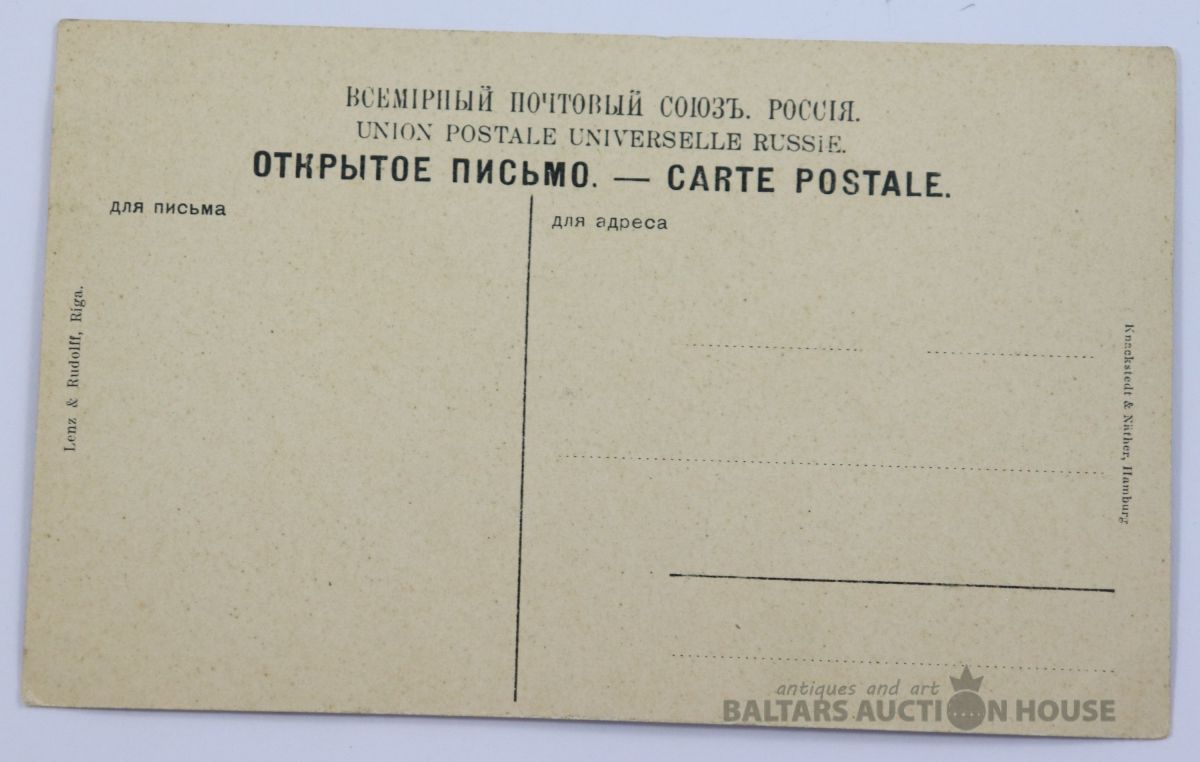 ВСЕМІРНЫЙ ПОЧТОВЫЙ СОЮЗЪ. РОССІЯ.
UNION POSTALE UNIVERSELLE RUSSIE.
ОТКРЫТОЕ ПИСЬМО. — CARTE POSTALE.
для письма
для адреса
Lenz & Rudolff, Riga.
Knackstedt & Näther, Hamburg
antiques and art
BALTARS AUCTION HOUSE